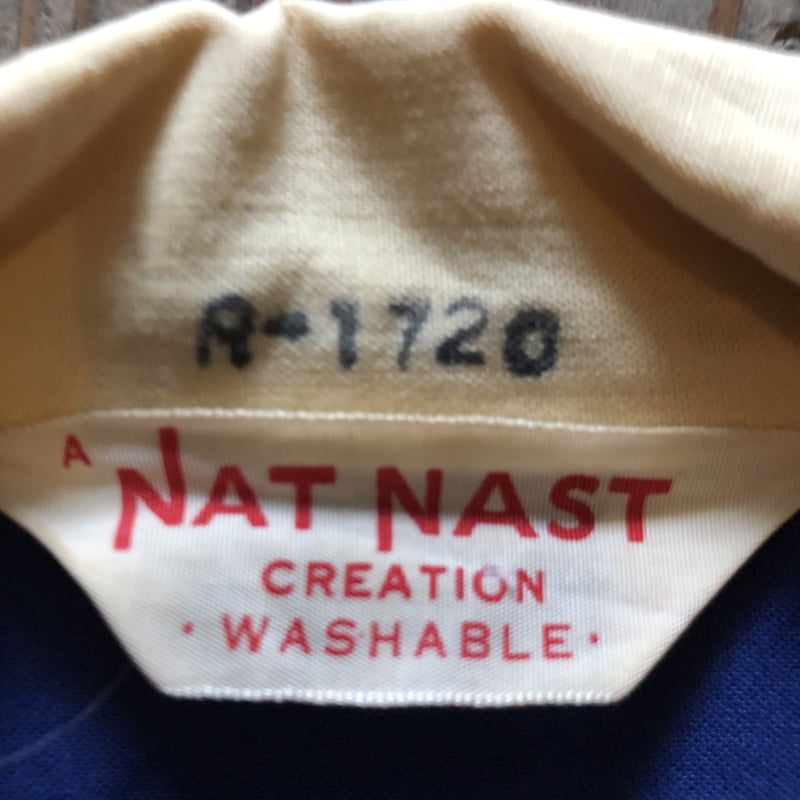 R-1720
A NAT NAST
CREATION
· WASHABLE ·